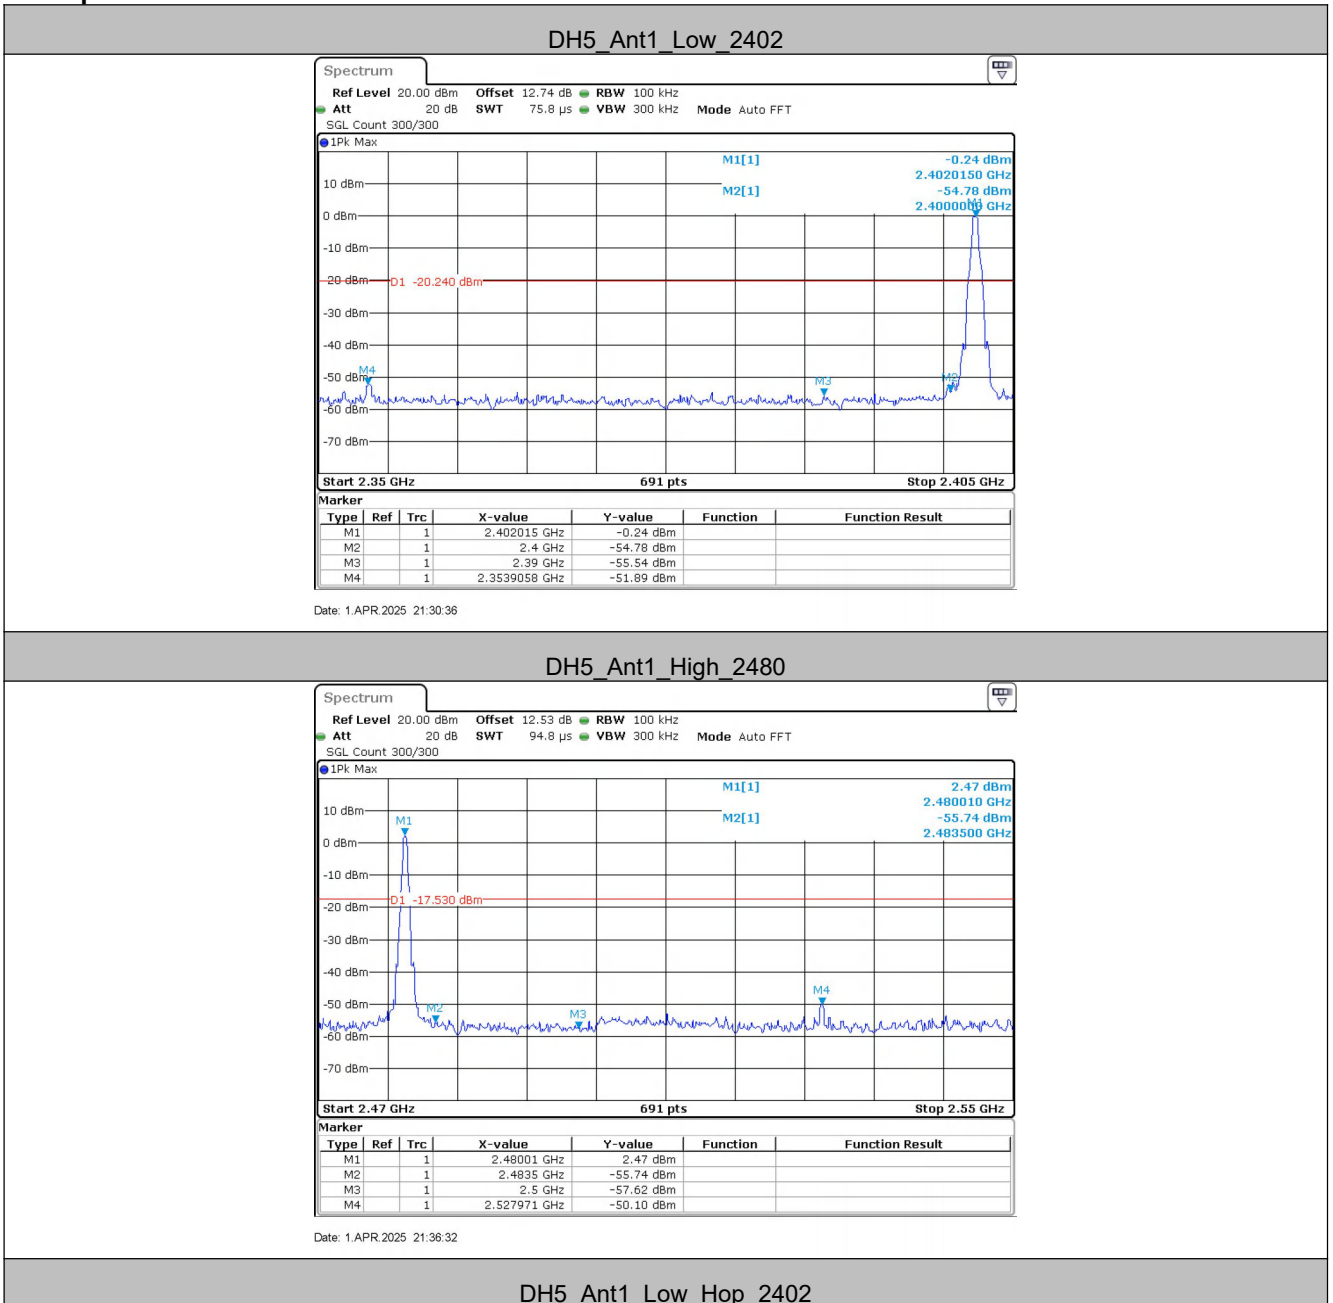 DH5_Ant1_Low_2402
Spectrum
Ref Level 20.00 dBm Offset 12.74 dB RBW 100 kHz
Att 20 dB SWT 75.8 µs VBW 300 kHz Mode Auto FFT
SGL Count 300/300
1Pk Max
M1[1] -0.24 dBm
2.4020150 GHz
10 dBm
M2[1] -54.78 dBm
2.4000000 GHz
M1
0 dBm
-10 dBm
-20 dBm
D1 -20.240 dBm
-30 dBm
-40 dBm
M4
-50 dBm
M3
M2
-60 dBm
-70 dBm
Start 2.35 GHz 691 pts Stop 2.405 GHz
Marker
Type Ref Trc X-value Y-value Function Function Result
M1 1 2.402015 GHz -0.24 dBm
M2 1 2.4 GHz -54.78 dBm
M3 1 2.39 GHz -55.54 dBm
M4 1 2.3539058 GHz -51.89 dBm
Date: 1.APR.2025 21:30:36
DH5_Ant1_High_2480
Spectrum
Ref Level 20.00 dBm Offset 12.53 dB RBW 100 kHz
Att 20 dB SWT 94.8 µs VBW 300 kHz Mode Auto FFT
SGL Count 300/300
1Pk Max
M1[1] 2.47 dBm
2.480010 GHz
10 dBm
M2[1] -55.74 dBm
2.483500 GHz
M1
0 dBm
-10 dBm
D1 -17.530 dBm
-20 dBm
-30 dBm
-40 dBm
M4
-50 dBm
M2
M3
-60 dBm
-70 dBm
Start 2.47 GHz 691 pts Stop 2.55 GHz
Marker
Type Ref Trc X-value Y-value Function Function Result
M1 1 2.48001 GHz 2.47 dBm
M2 1 2.4835 GHz -55.74 dBm
M3 1 2.5 GHz -57.62 dBm
M4 1 2.527971 GHz -50.10 dBm
Date: 1.APR.2025 21:36:32
DH5_Ant1_Low_Hop_2402